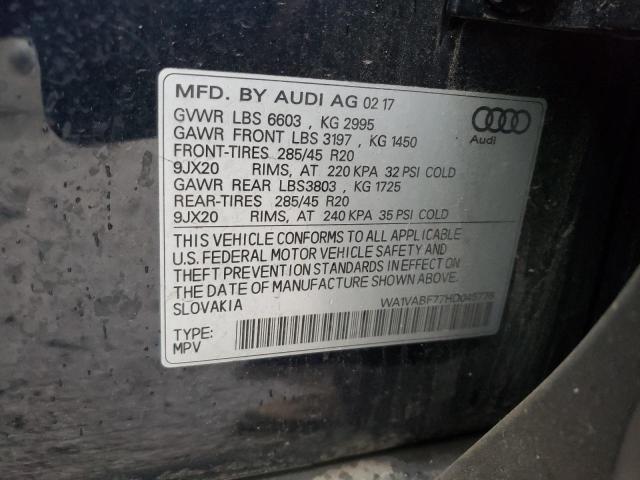 MFD. BY AUDI AG 02 17
GVWR LBS 6603 , KG 2995
GAWR FRONT LBS 3197 , KG 1450
FRONT-TIRES 285/45 R20
9JX20 RIMS, AT 220 KPA 32 PSI COLD
GAWR REAR LBS3803 , KG 1725
REAR-TIRES 285/45 R20
9JX20 RIMS, AT 240 KPA 35 PSI COLD
Audi
THIS VEHICLE CONFORMS TO ALL APPLICABLE
U.S. FEDERAL MOTOR VEHICLE SAFETY AND
THEFT PREVENTION STANDARDS IN EFFECT ON
THE DATE OF MANUFACTURE SHOWN ABOVE.
SLOVAKIA
WA1VABF77HD045776
TYPE:
MPV